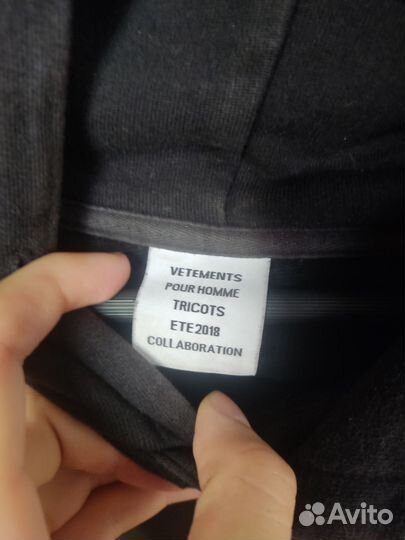 VETEMENTS
POUR HOMME
TRICOTS
ETE 2018
COLLABORATION
Avito